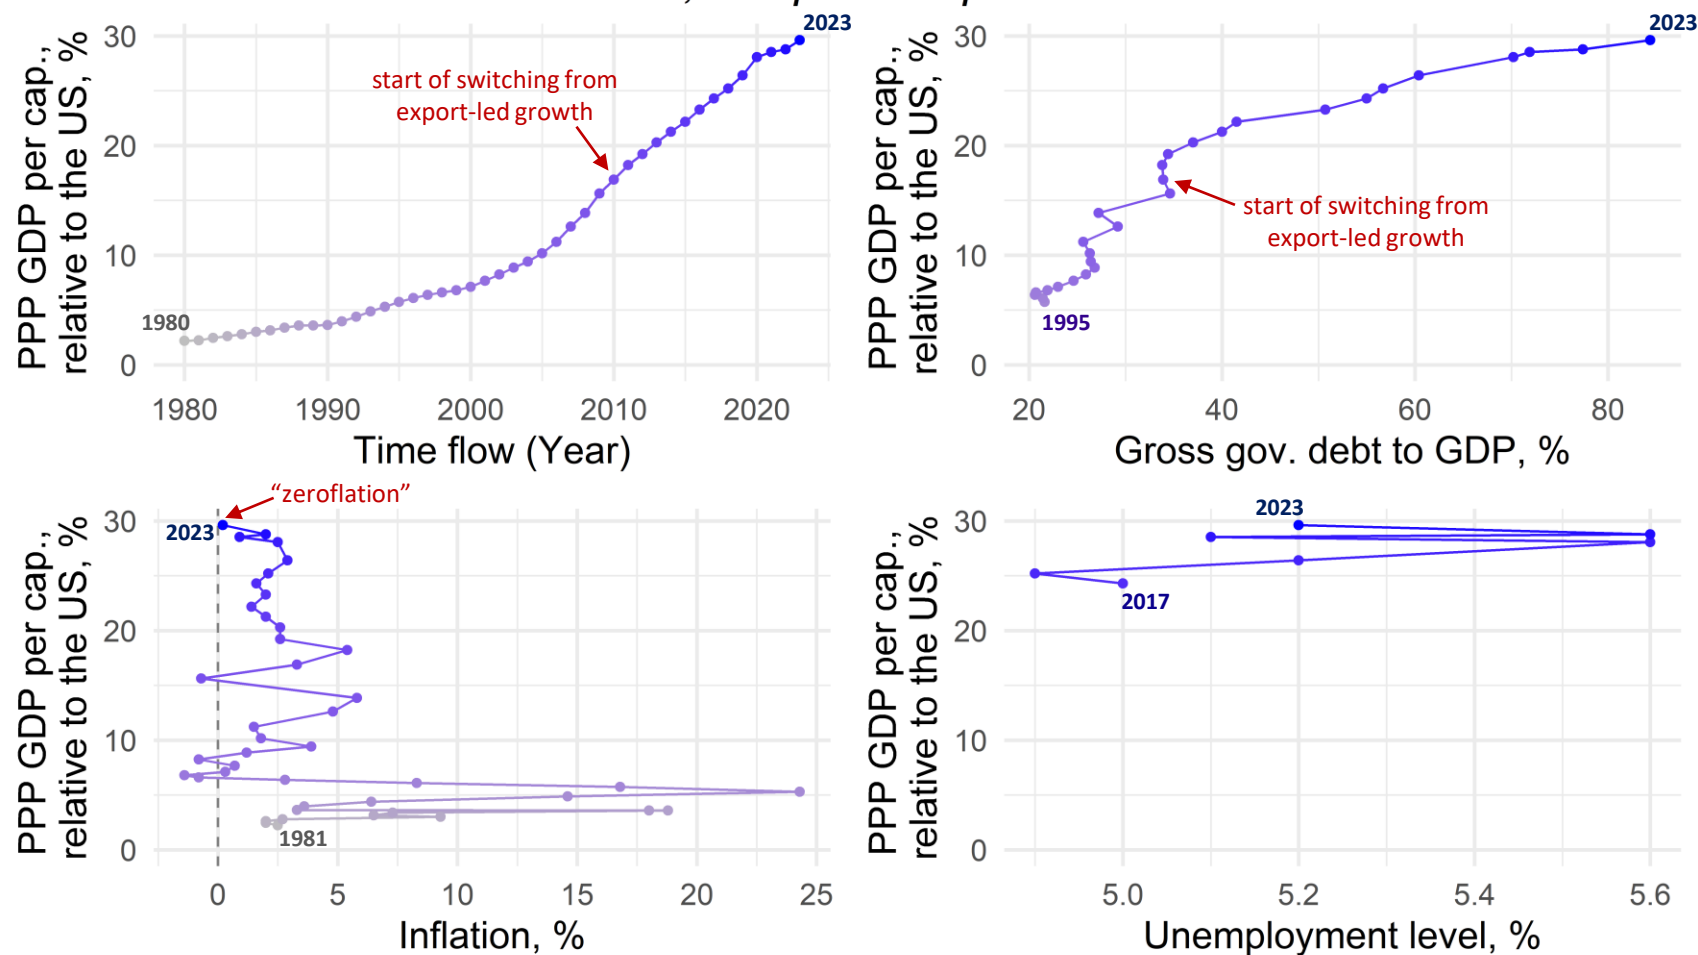 2023
30
20
10
0
PPP GDP per cap.,
relative to the US, %
start of switching from
export-led growth
1980
1980
1990
2000
2010
2020
Time flow (Year)
2023
30
20
10
0
PPP GDP per cap.,
relative to the US, %
start of switching from
export-led growth
1995
20
40
60
80
Gross gov. debt to GDP, %
“zeroflation”
2023
30
20
10
0
PPP GDP per cap.,
relative to the US, %
1981
0
5
10
15
20
25
Inflation, %
2023
30
20
10
0
PPP GDP per cap.,
relative to the US, %
2017
5.0
5.2
5.4
5.6
Unemployment level, %